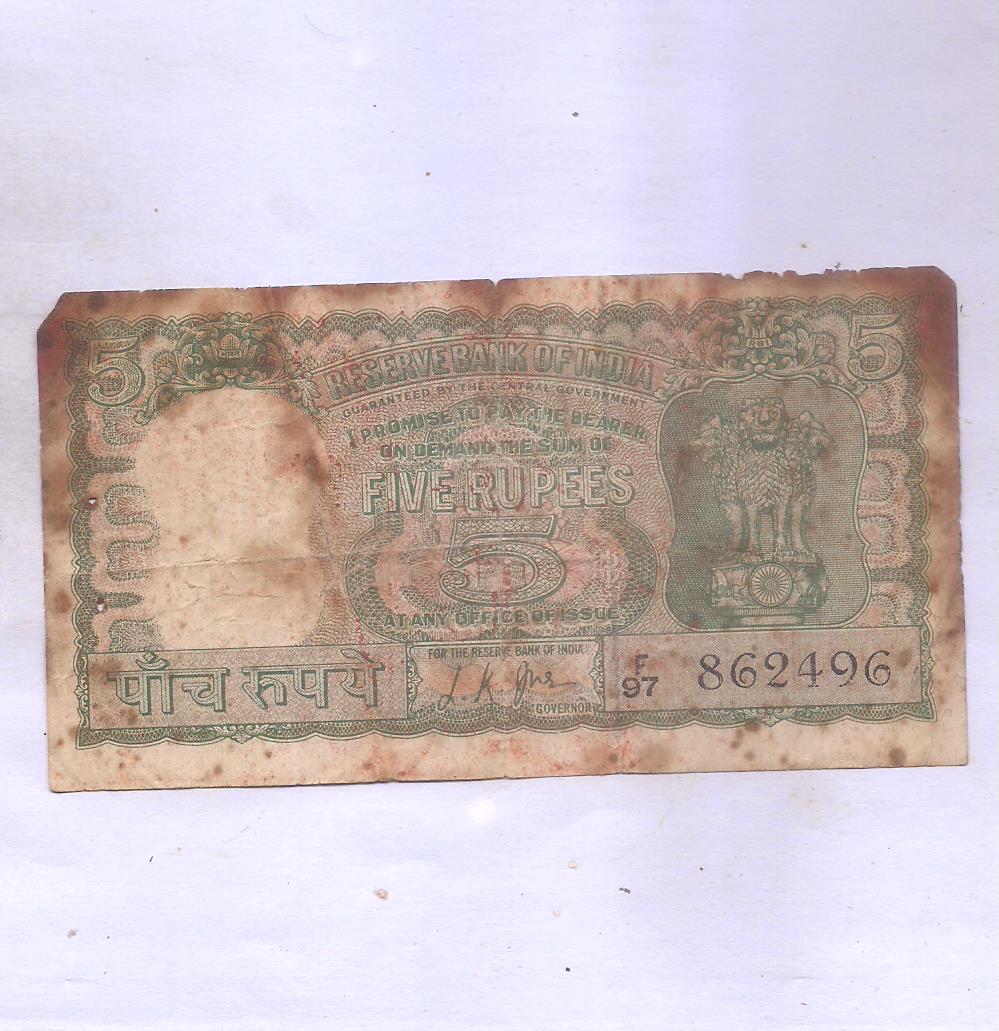 5
RBI
5
RESERVE BANK OF INDIA
GUARANTEED BY THE CENTRAL GOVERNMENT
I PROMISE TO PAY THE BEARER
ON DEMAND THE SUM OF
FIVE RUPEES
5
AT ANY OFFICE OF ISSUE
पाँच रुपये
FOR THE RESERVE BANK OF INDIA
GOVERNOR
F
97 862496